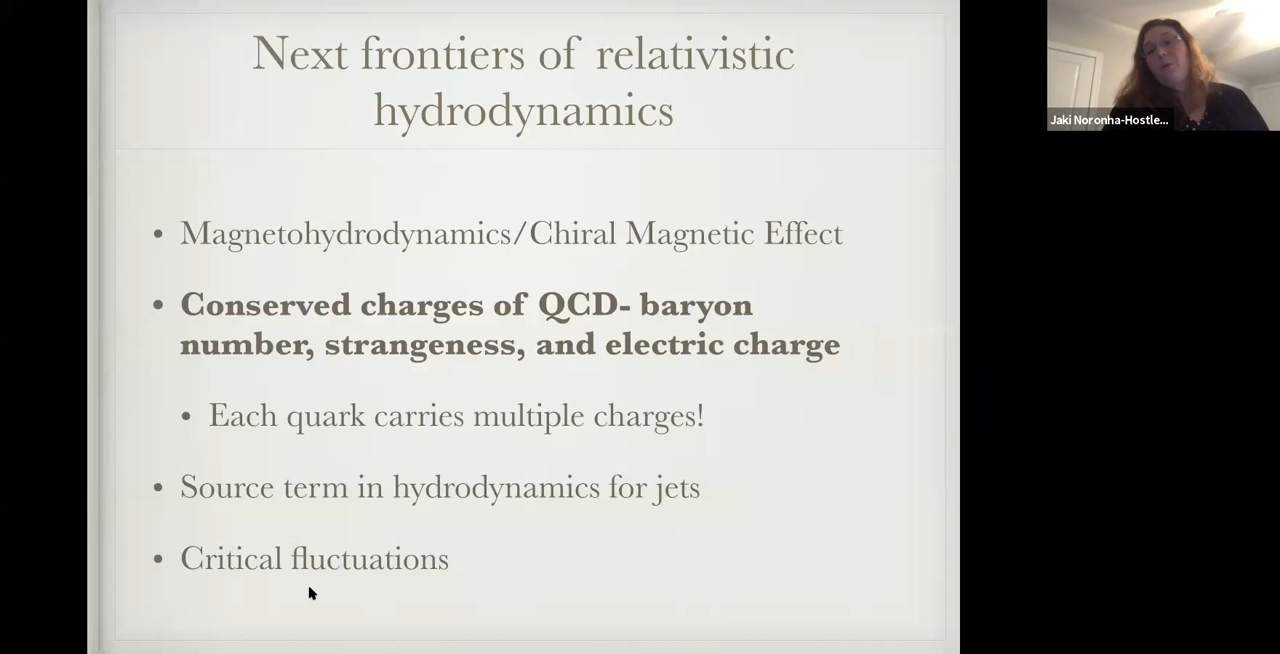 Next frontiers of relativistic
hydrodynamics
• Magnetohydrodynamics/Chiral Magnetic Effect
• Conserved charges of QCD- baryon
number, strangeness, and electric charge
• Each quark carries multiple charges!
• Source term in hydrodynamics for jets
• Critical fluctuations
Jaki Noronha-Hostle...